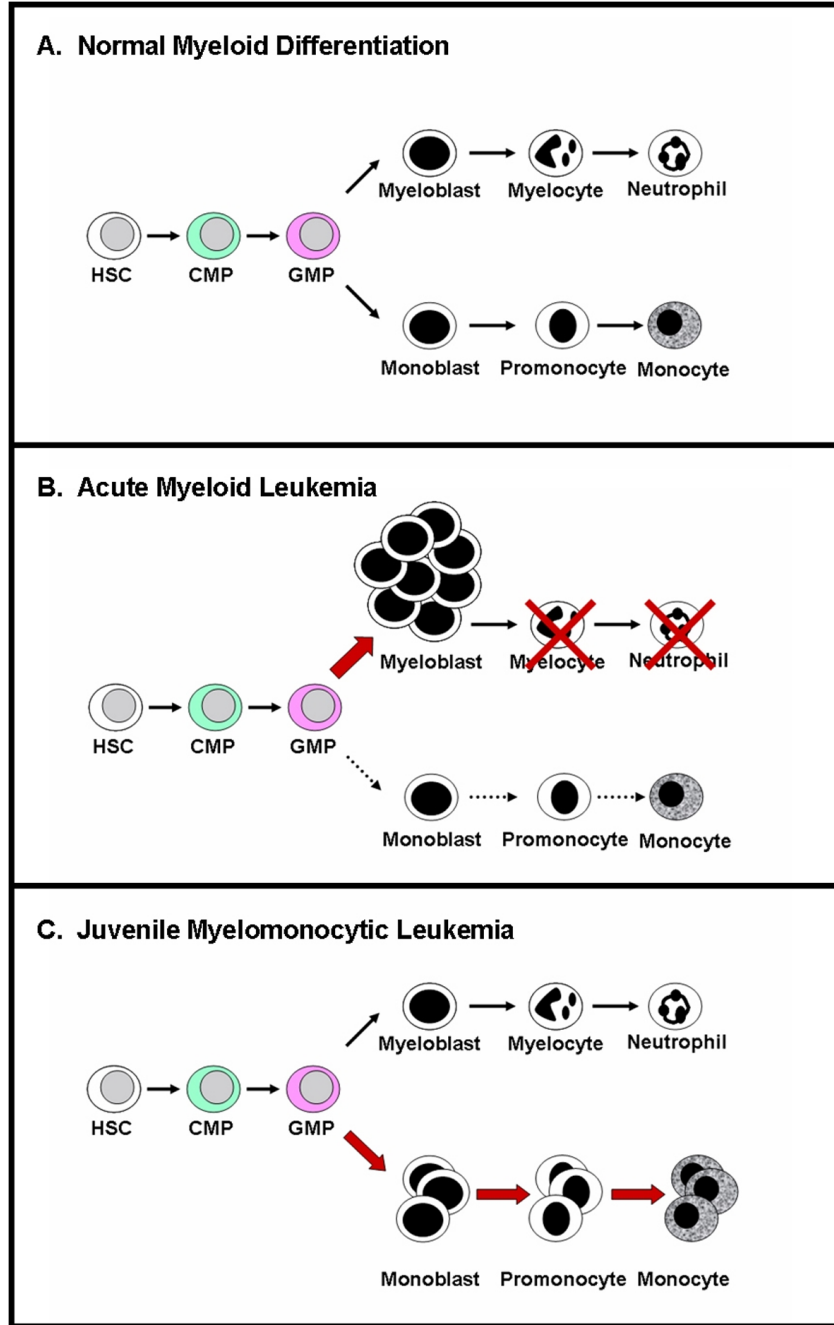 A. Normal Myeloid Differentiation
Myeloblast Myelocyte Neutrophil
HSC CMP GMP
Monoblast Promonocyte Monocyte
B. Acute Myeloid Leukemia
Myeloblast Myelocyte Neutrophil
HSC CMP GMP
Monoblast Promonocyte Monocyte
C. Juvenile Myelomonocytic Leukemia
Myeloblast Myelocyte Neutrophil
HSC CMP GMP
Monoblast Promonocyte Monocyte